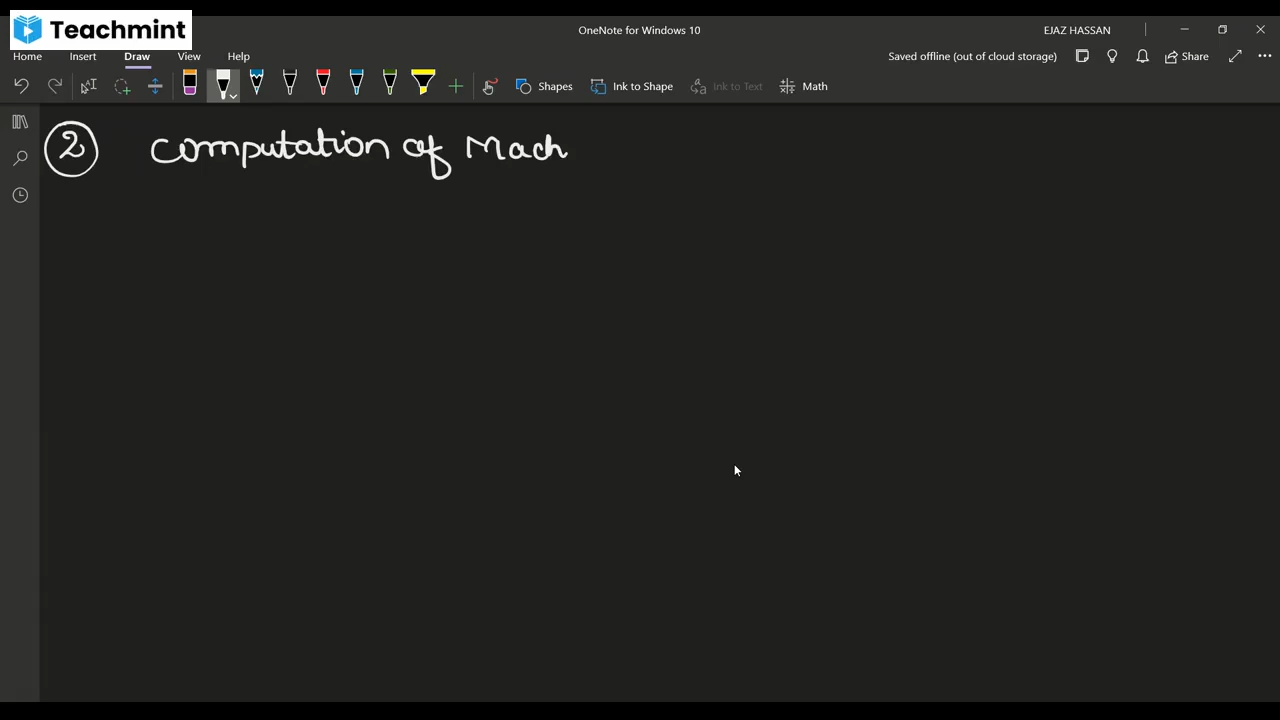 Teachmint
OneNote for Windows 10
EJAZ HASSAN
Home Insert Draw View Help
Saved offline (out of cloud storage)
Share
Shapes
Ink to Shape
Ink to Text
Math
2 Computation of Mach